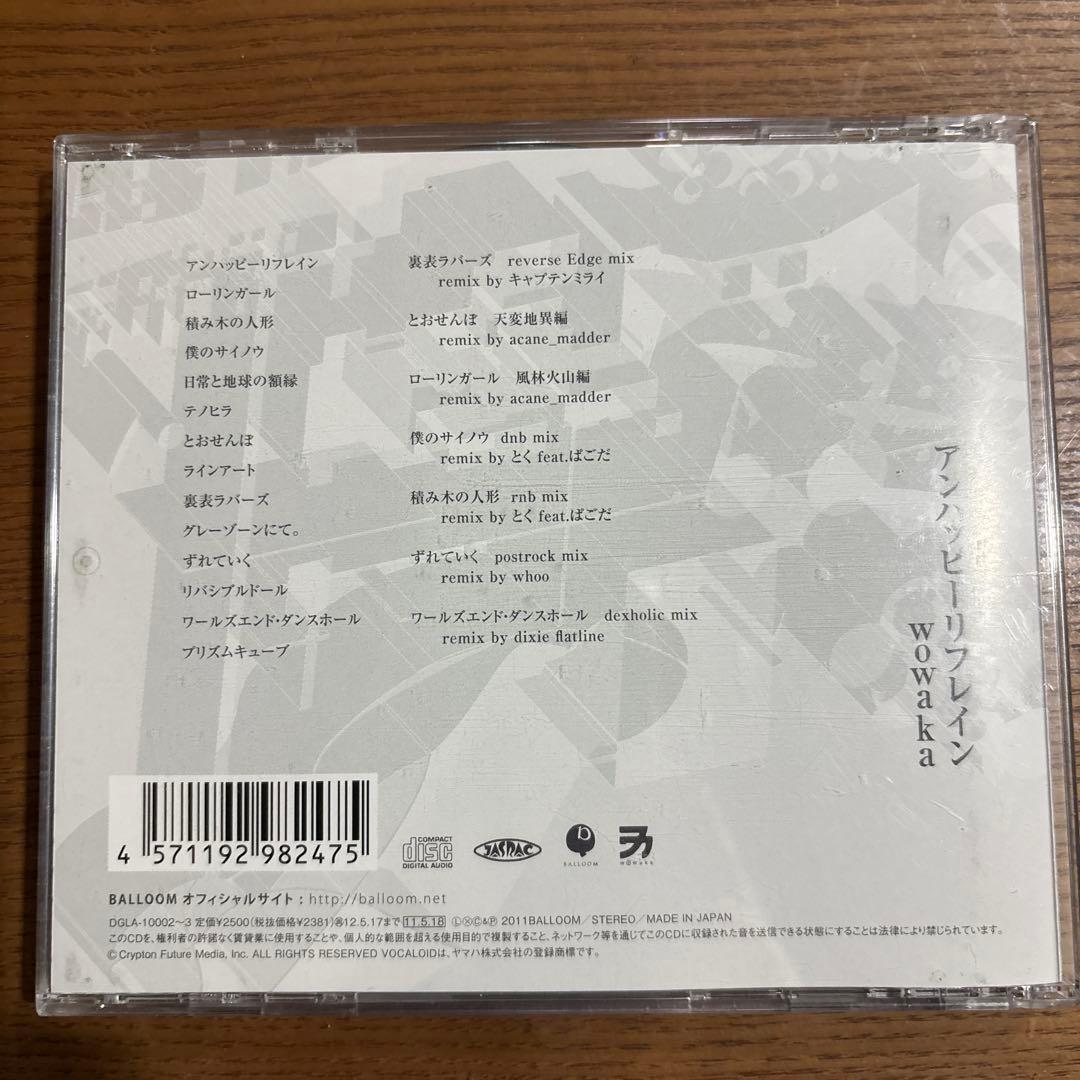 アンハッピーリフレイン
ローリンガール
積み木の人形
僕のサイノウ
日常と地球の額縁
テノヒラ
とおせんぼ
ラインアート
裏表ラバーズ
グレーゾーンにて。
ずれていく
リバシブルドール
ワールズエンド・ダンスホール
プリズムキューブ
裏表ラバーズ reverse Edge mix
remix by キャプテンミライ
とおせんぼ 天変地異編
remix by acane_madder
ローリンガール 風林火山編
remix by acane_madder
僕のサイノウ dnb mix
remix by とく feat.ぱごだ
積み木の人形 rnb mix
remix by とく feat.ぱごだ
ずれていく postrock mix
remix by whoo
ワールズエンド・ダンスホール dexholic mix
remix by dixie flatline
アンハッピーリフレイン
wowaka
4 571192 982475
COMPACT
disc
DIGITAL AUDIO
JASRAC
BALLOOM
wowaka
BALLOOM オフィシャルサイト : http://balloom.net
DGLA-10002〜3 定価¥2500(税抜価格¥2381)㊙12.5.17まで 11.5.18 ⓁⓍⒸ&Ⓟ 2011BALLOOM/STEREO/MADE IN JAPAN
このCDを、権利者の許諾なく賃貸業に使用することや、個人的な範囲を超える使用目的で複製すること、ネットワーク等を通じてこのCDに収録された音を送信できる状態にすることは法律により禁じられています。
© Crypton Future Media, Inc. ALL RIGHTS RESERVED VOCALOIDは、ヤマハ株式会社の登録商標です。